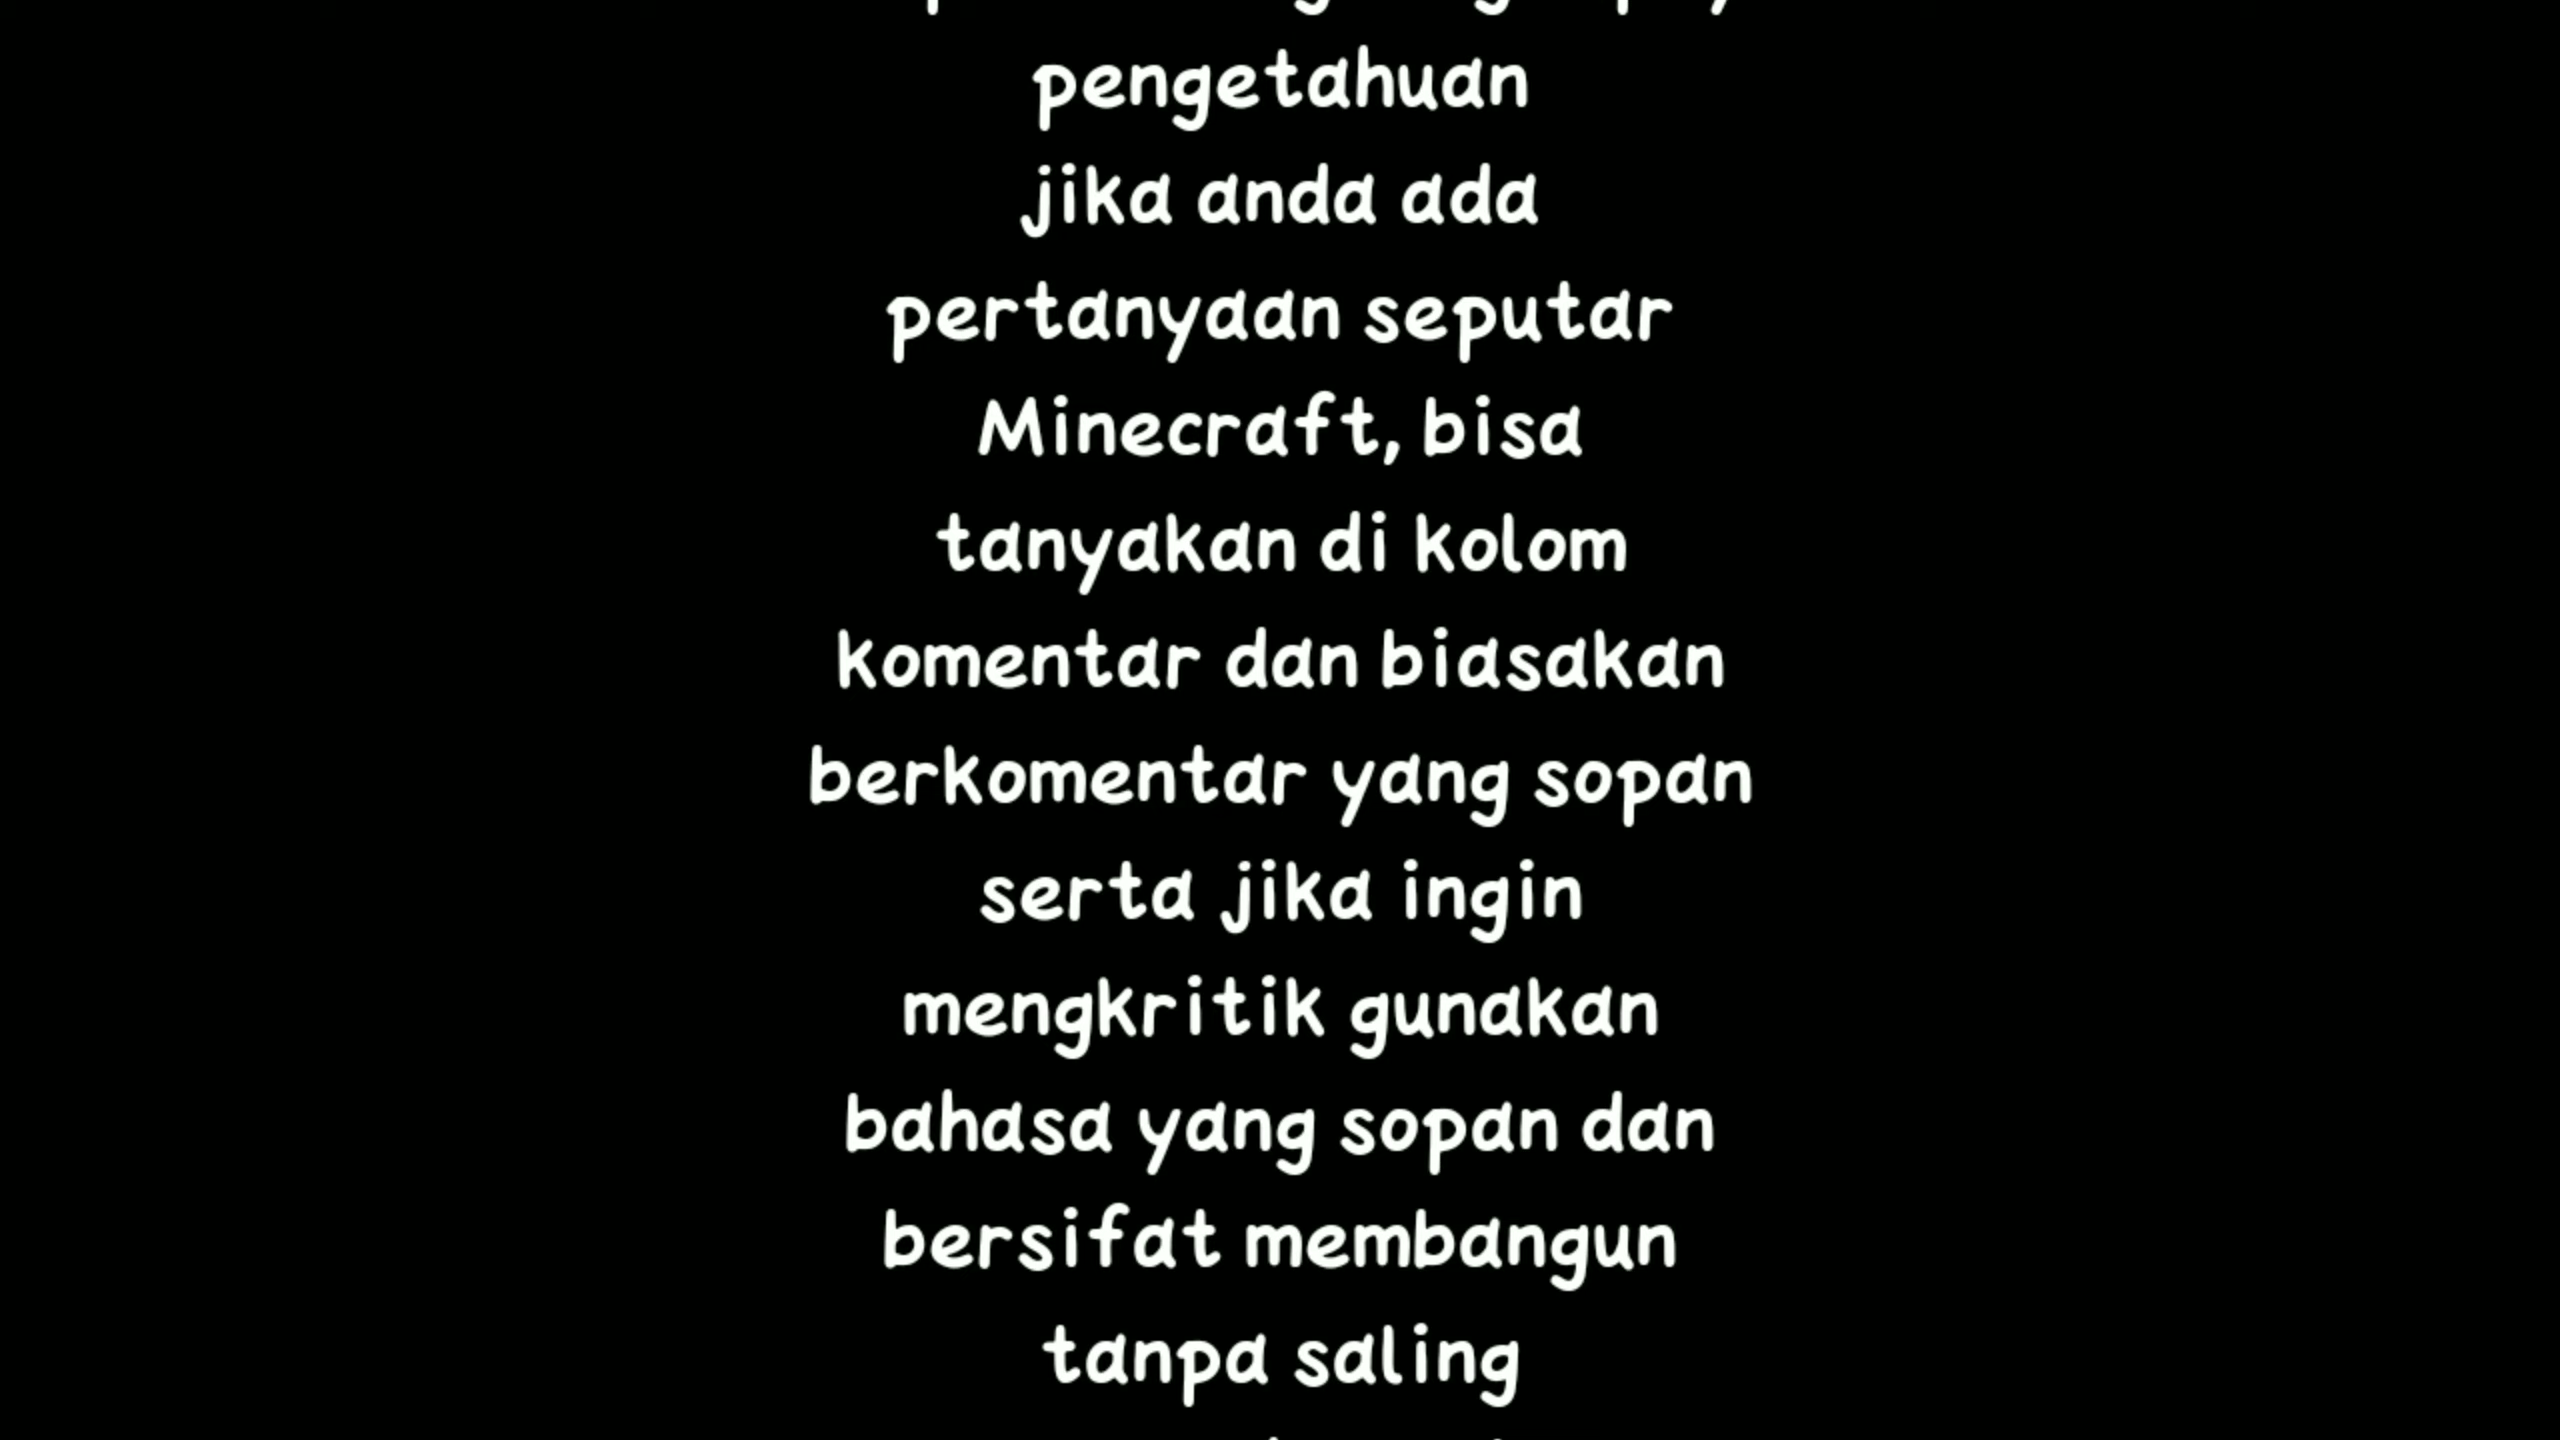 pengetahuan
jika anda ada
pertanyaan seputar
Minecraft, bisa
tanyakan di kolom
komentar dan biasakan
berkomentar yang sopan
serta jika ingin
mengkritik gunakan
bahasa yang sopan dan
bersifat membangun
tanpa saling